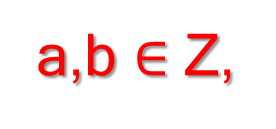 a,b ∈ Z,